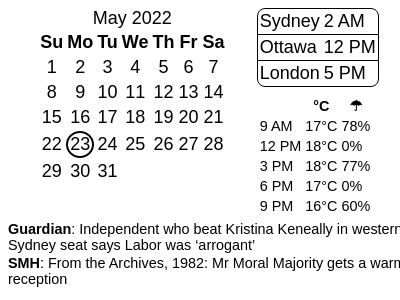 May 2022
Su Mo Tu We Th Fr Sa
1 2 3 4 5 6 7
8 9 10 11 12 13 14
15 16 17 18 19 20 21
22 23 24 25 26 27 28
29 30 31
Sydney 2 AM
Ottawa 12 PM
London 5 PM
°C ☂
9 AM 17°C 78%
12 PM 18°C 0%
3 PM 18°C 77%
6 PM 17°C 0%
9 PM 16°C 60%
Guardian: Independent who beat Kristina Keneally in western
Sydney seat says Labor was ‘arrogant’
SMH: From the Archives, 1982: Mr Moral Majority gets a warm
reception